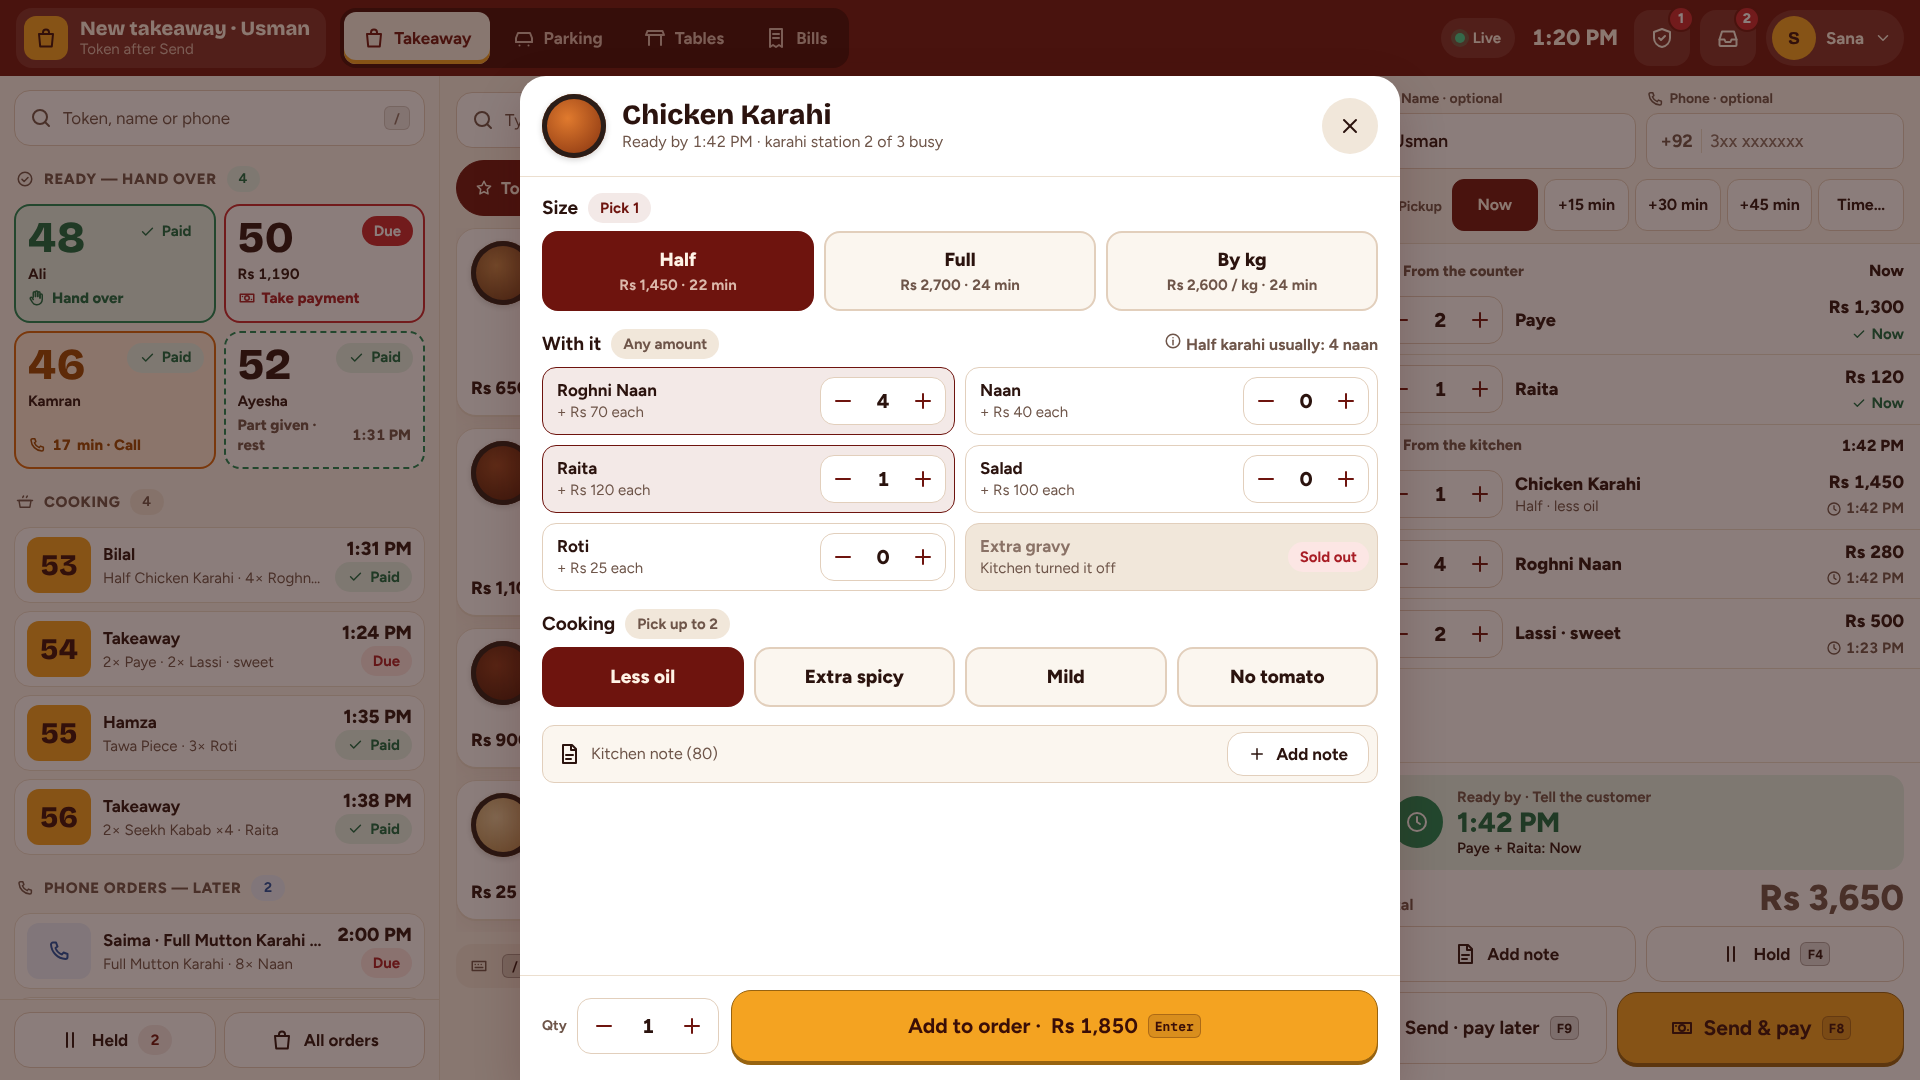 New takeaway · Usman
Token after Send
Takeaway
Parking
Tables
Bills
Live
1:20 PM
1
2
S
Sana
Token, name or phone
/
READY — HAND OVER 4
48
Paid
Ali
Hand over
50
Due
Rs 1,190
Take payment
46
Paid
Kamran
17 min · Call
52
Paid
Ayesha
Part given · rest
1:31 PM
COOKING 4
53
Bilal
Half Chicken Karahi · 4× Roghn...
1:31 PM
Paid
54
Takeaway
2× Paye · 2× Lassi · sweet
1:24 PM
Due
55
Hamza
Tawa Piece · 3× Roti
1:35 PM
Paid
56
Takeaway
2× Seekh Kabab ×4 · Raita
1:38 PM
Paid
PHONE ORDERS — LATER 2
Saima · Full Mutton Karahi ...
Full Mutton Karahi · 8× Naan
2:00 PM
Due
Held 2
All orders
Chicken Karahi
Ready by 1:42 PM · karahi station 2 of 3 busy
Size
Pick 1
Half
Rs 1,450 · 22 min
Full
Rs 2,700 · 24 min
By kg
Rs 2,600 / kg · 24 min
With it
Any amount
Half karahi usually: 4 naan
Roghni Naan
+ Rs 70 each
4
Naan
+ Rs 40 each
0
Raita
+ Rs 120 each
1
Salad
+ Rs 100 each
0
Roti
+ Rs 25 each
0
Extra gravy
Kitchen turned it off
Sold out
Cooking
Pick up to 2
Less oil
Extra spicy
Mild
No tomato
Kitchen note (80)
Add note
Qty
1
Add to order · Rs 1,850 Enter
Name · optional
Phone · optional
+92
3xx xxxxxxx
Pickup
Now
+15 min
+30 min
+45 min
Time...
From the counter
Now
2
Paye
Rs 1,300
Now
1
Raita
Rs 120
Now
From the kitchen
1:42 PM
1
Chicken Karahi
Half · less oil
Rs 1,450
1:42 PM
4
Roghni Naan
Rs 280
1:42 PM
2
Lassi · sweet
Rs 500
1:23 PM
Ready by · Tell the customer
1:42 PM
Paye + Raita: Now
Rs 3,650
Add note
Hold F4
Send · pay later F9
Send & pay F8